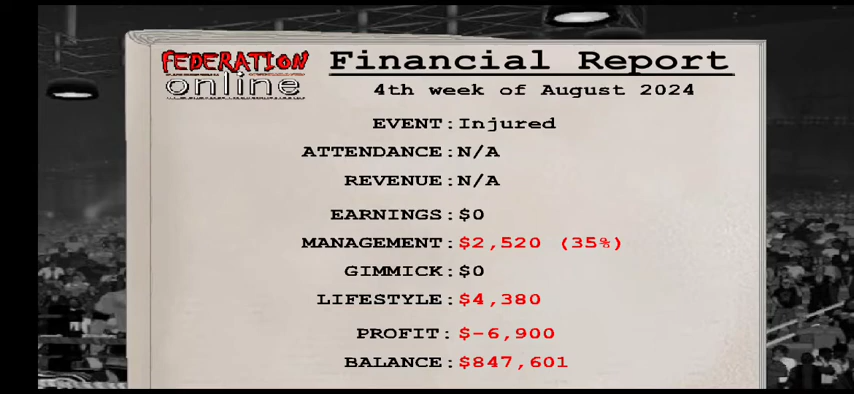 FEDERATION
online
Financial Report
4th week of August 2024
EVENT: Injured
ATTENDANCE: N/A
REVENUE: N/A
EARNINGS: $0
MANAGEMENT: $2,520 (35%)
GIMMICK: $0
LIFESTYLE: $4,380
PROFIT: $-6,900
BALANCE: $847,601